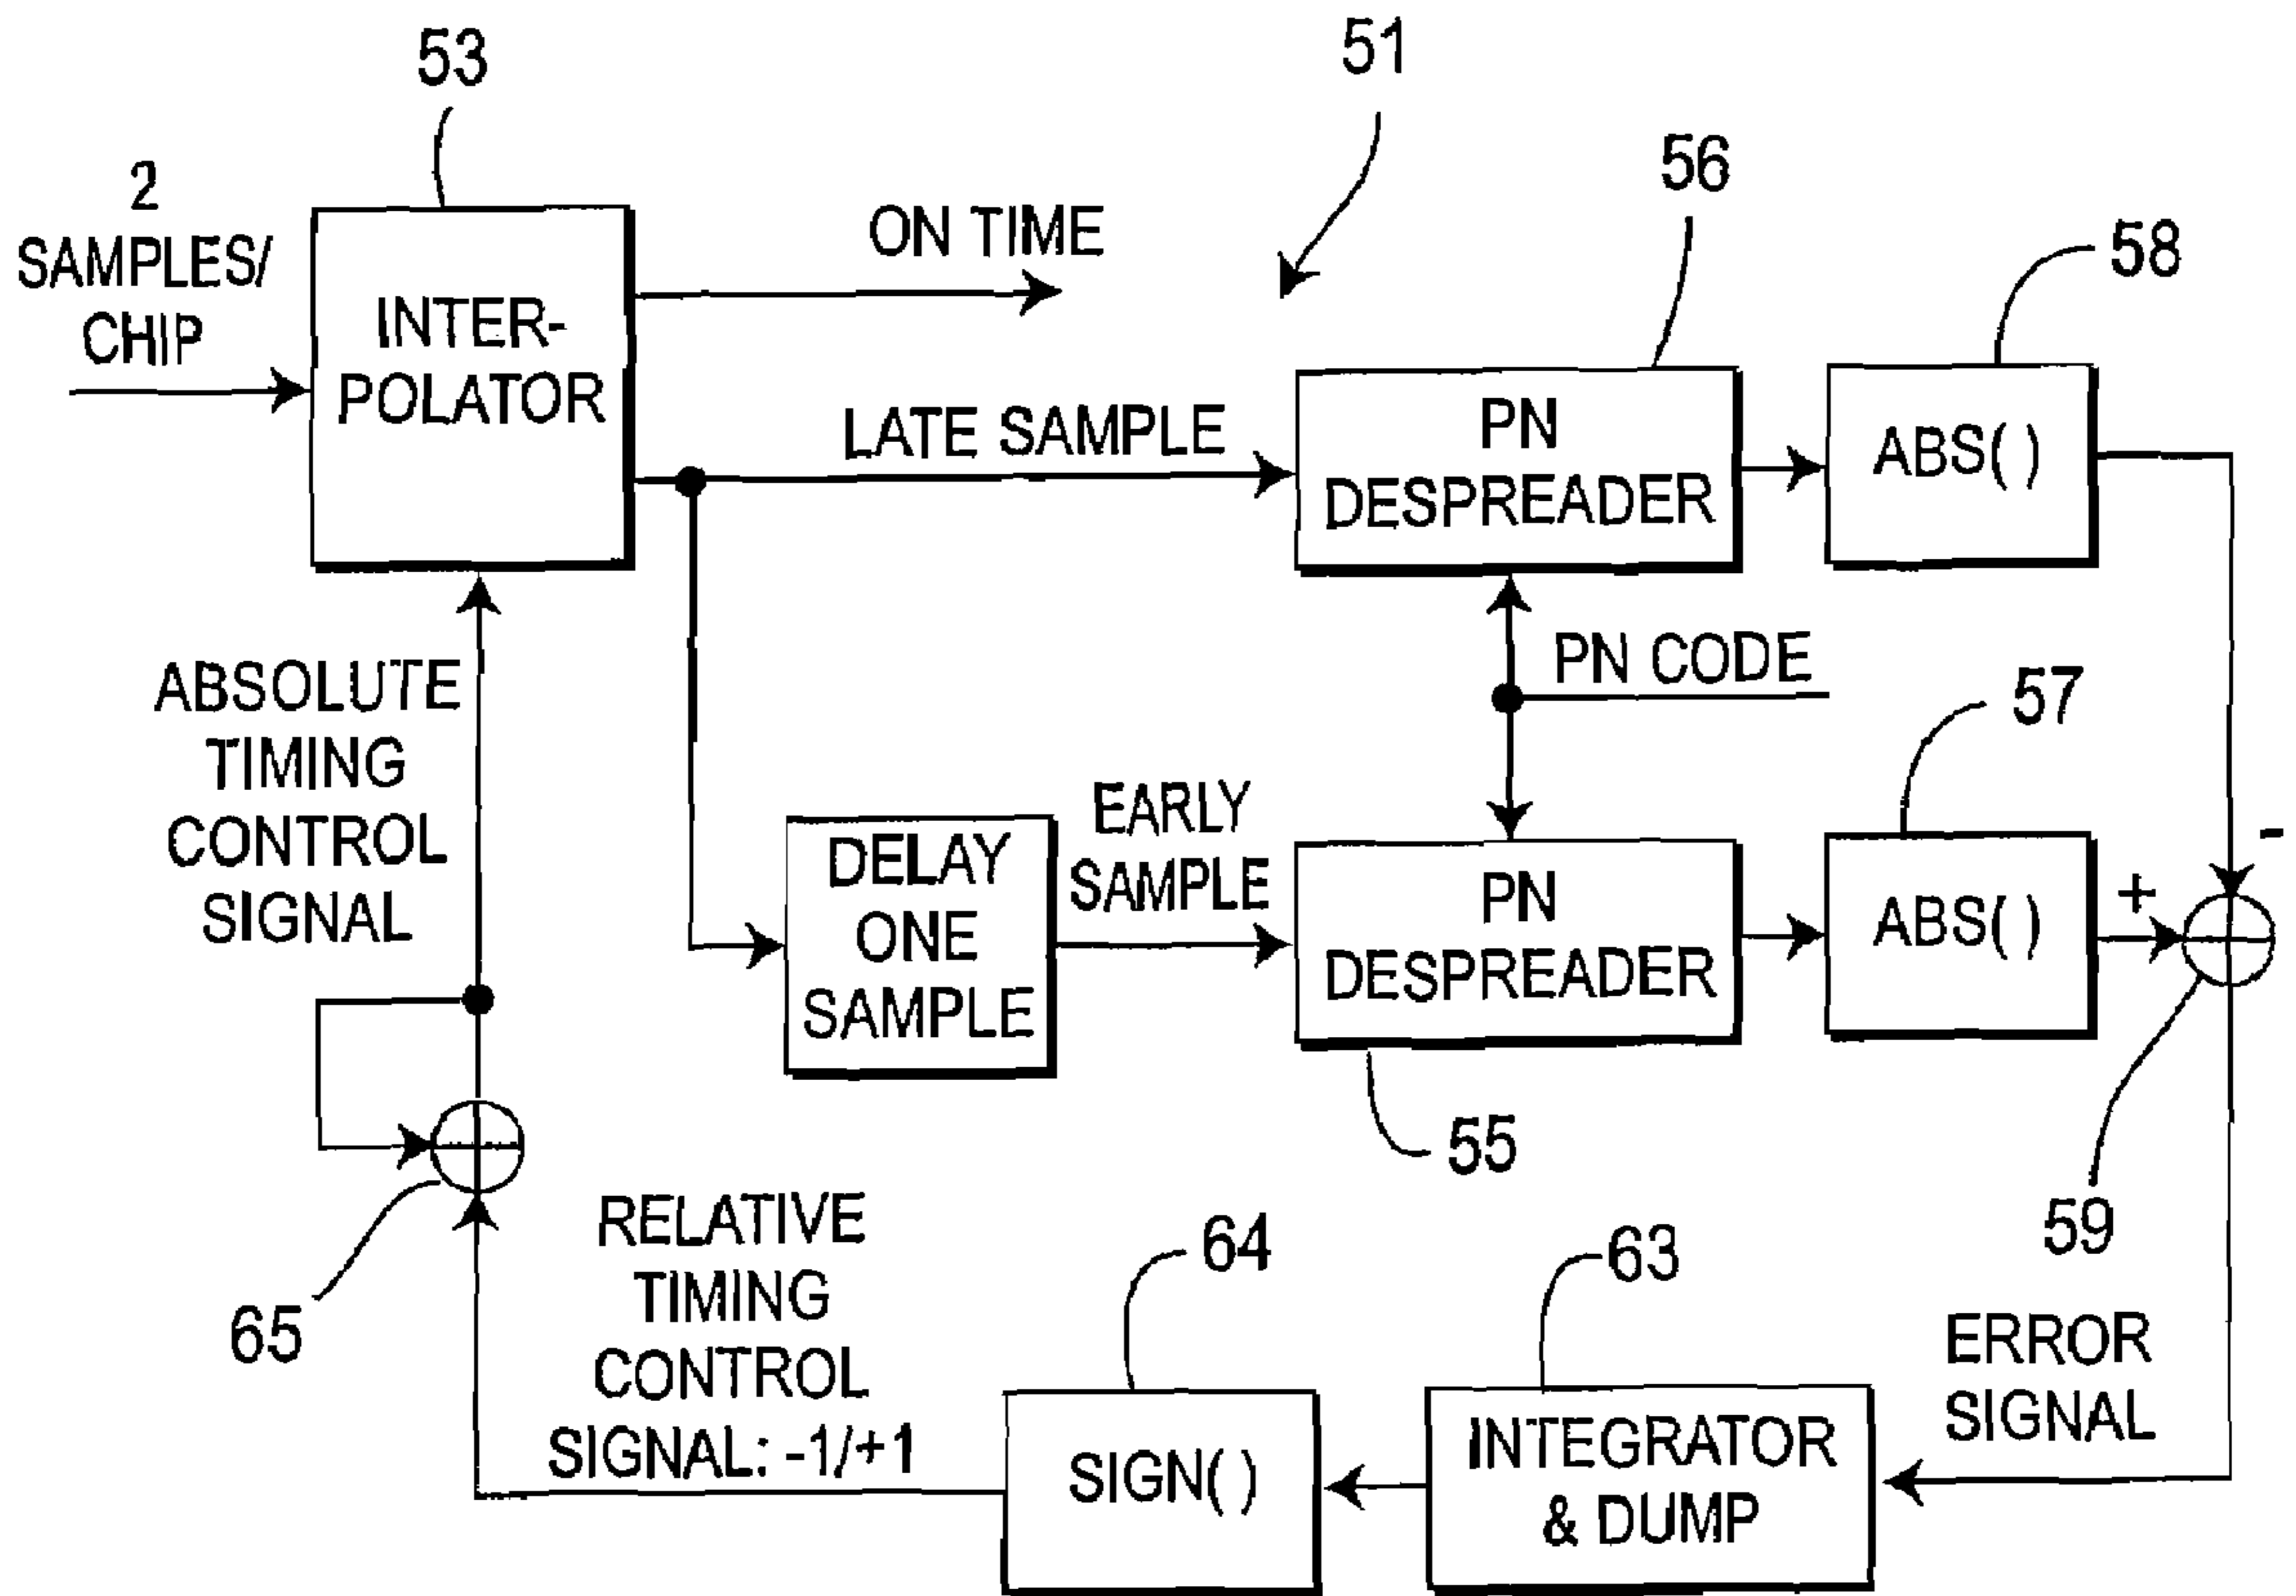 53
51
2
SAMPLES/
CHIP
INTER-
POLATOR
ON TIME
56
58
LATE SAMPLE
PN
DESPREADER
ABS( )
PN CODE
57
ABSOLUTE
TIMING
CONTROL
SIGNAL
DELAY
ONE
SAMPLE
EARLY
SAMPLE
PN
DESPREADER
ABS( )
-
+
55
59
65
RELATIVE
TIMING
CONTROL
SIGNAL: -1/+1
64
SIGN( )
63
INTEGRATOR
& DUMP
ERROR
SIGNAL